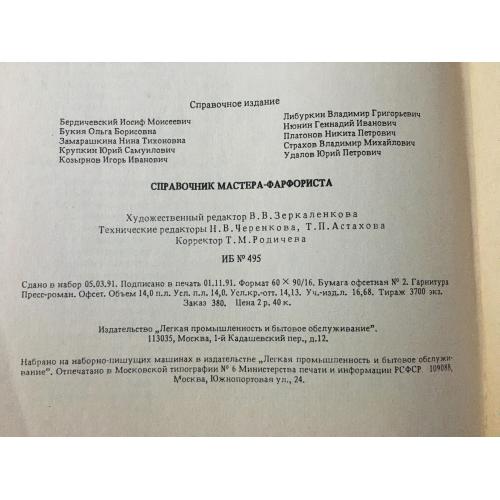 Справочное издание
Бердичевский Иосиф Моисеевич
Букия Ольга Борисовна
Замарашкина Нина Тихоновна
Крупкин Юрий Самуилович
Козырнов Игорь Иванович
Либуркин Владимир Григорьевич
Июнин Геннадий Иванович
Платонов Никита Петрович
Страхов Владимир Михайлович
Удалов Юрий Петрович
СПРАВОЧНИК МАСТЕРА-ФАРФОРИСТА
Художественный редактор В.В.Зеркаленкова
Технические редакторы Н.В.Черенкова, Т.П.Астахова
Корректор Т.М.Родичева
ИБ № 495
Сдано в набор 05.03.91. Подписано в печать 01.11.91. Формат 60 × 90/16. Бумага офсетная № 2. Гарнитура
Пресс-роман. Офсет. Объем 14,0 п.л. Усл. п.л. 14,0. Усл.кр.-отт. 14,13. Уч.-изд.л. 16,68. Тираж 3700 экз.
Заказ 380. Цена 2 р. 40 к.
Издательство „Легкая промышленность и бытовое обслуживание”.
113035, Москва, 1-й Кадашевский пер., д.12.
Набрано на наборно-пишущих машинах в издательстве „Легкая промышленность и бытовое обслужи-
вание”. Отпечатано в Московской типографии № 6 Министерства печати и информации РСФСР. 109088,
Москва, Южнопортовая ул., 24.